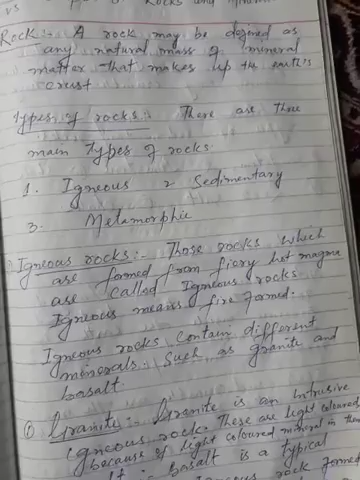 vs
Rocks and
Rock:- A rock may be defined as
any natural mass of mineral
matter that makes up the earth's
crust
Types of rocks:- There are three
main types of rocks
1. Igneous 2 Sedimentary
3. Metamorphic
Igneous rocks:- Those rocks which
are formed from fiery hot magma
are called Igneous rocks.
Igneous means fire formed.
Igneous rocks contain different
minerals. Such as granite and
basalt
① Granite:- Granite is an Intrusive
Igneous rock. These are light coloured
because of light coloured mineral in them
basalt is a typical
rock formed